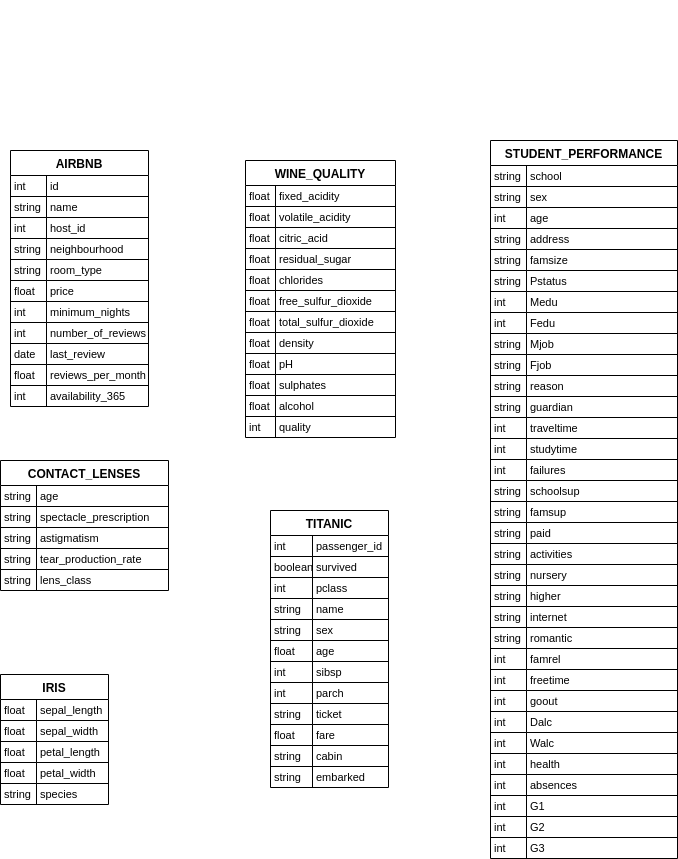 AIRBNB
int id
string name
int host_id
string neighbourhood
string room_type
float price
int minimum_nights
int number_of_reviews
date last_review
float reviews_per_month
int availability_365
WINE_QUALITY
float fixed_acidity
float volatile_acidity
float citric_acid
float residual_sugar
float chlorides
float free_sulfur_dioxide
float total_sulfur_dioxide
float density
float pH
float sulphates
float alcohol
int quality
STUDENT_PERFORMANCE
string school
string sex
int age
string address
string famsize
string Pstatus
int Medu
int Fedu
string Mjob
string Fjob
string reason
string guardian
int traveltime
int studytime
int failures
string schoolsup
string famsup
string paid
string activities
string nursery
string higher
string internet
string romantic
int famrel
int freetime
int goout
int Dalc
int Walc
int health
int absences
int G1
int G2
int G3
CONTACT_LENSES
string age
string spectacle_prescription
string astigmatism
string tear_production_rate
string lens_class
TITANIC
int passenger_id
boolean survived
int pclass
string name
string sex
float age
int sibsp
int parch
string ticket
float fare
string cabin
string embarked
IRIS
float sepal_length
float sepal_width
float petal_length
float petal_width
string species